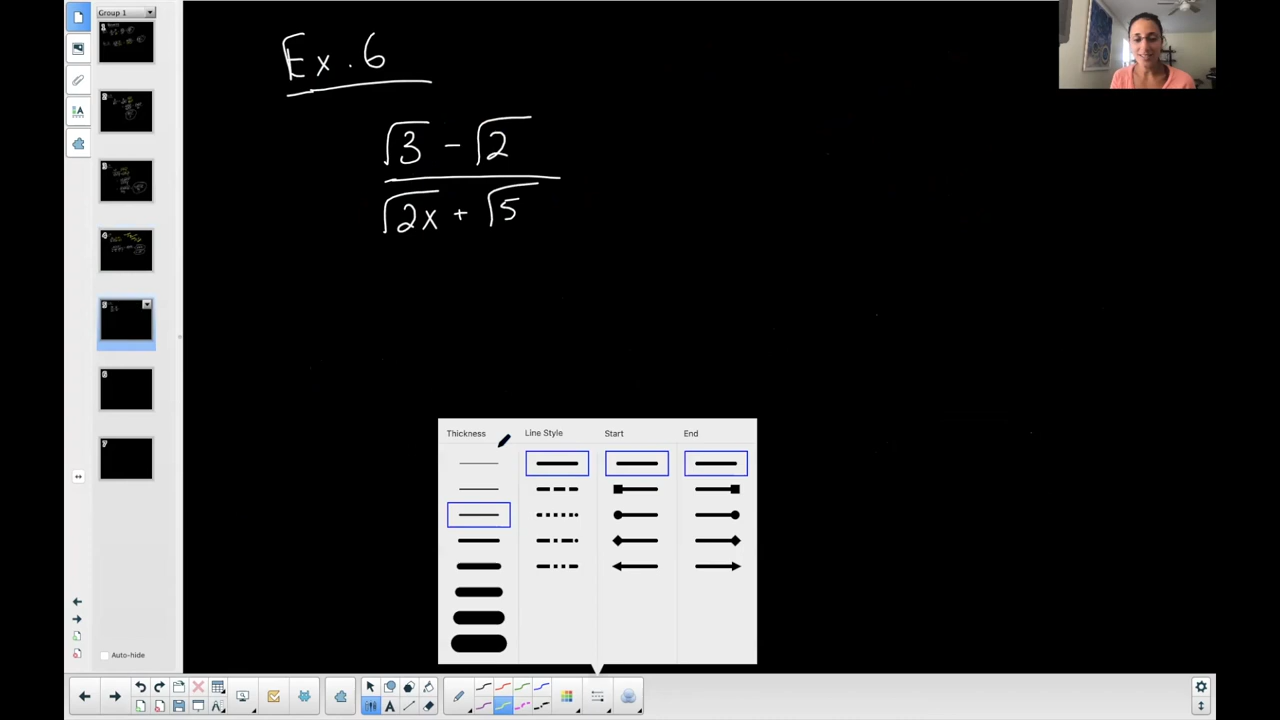 Group 1
Ex. 6
√3 - √2
√2x + √5
Thickness Line Style Start End
Auto-hide